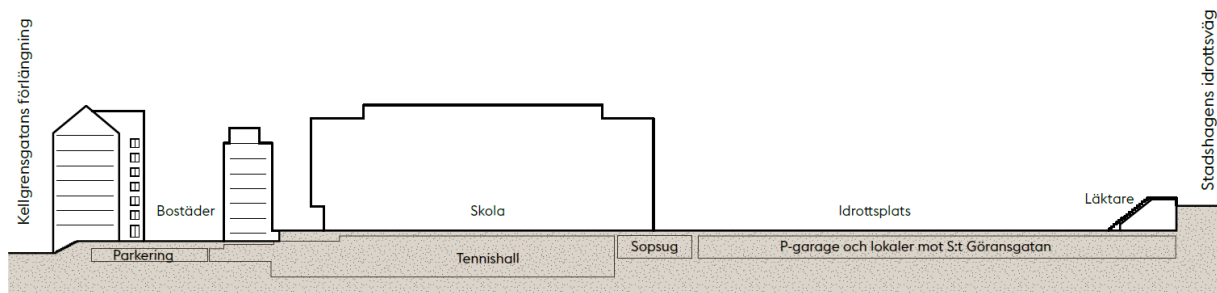 Kellgrensgatans förlängning
Bostäder
Skola
Idrottsplats
Läktare
Stadshagens idrottsväg
Parkering
Tennishall
Sopsug
P-garage och lokaler mot S:t Göransgatan